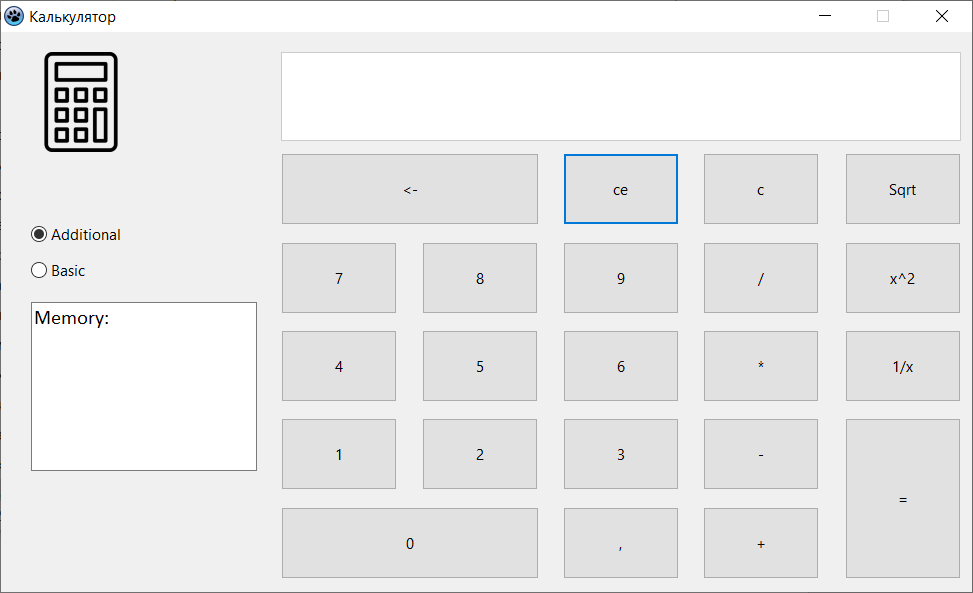 Калькулятор
<- ce c Sqrt
Additional
Basic
7 8 9 / x^2
Memory:
4 5 6 * 1/x
1 2 3 -
=
0 , +